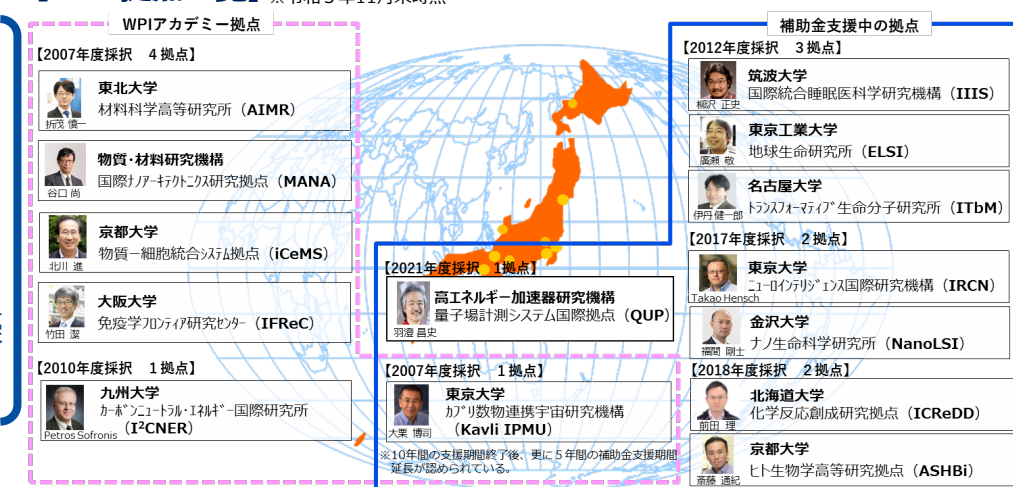 ※令和3年11月末時点
WPIアカデミー拠点
【2007年度採択 4拠点】
東北大学
材料科学高等研究所（AIMR）
折茂 慎一
物質・材料研究機構
国際ナノアーキテクトニクス研究拠点（MANA）
谷口 尚
京都大学
物質－細胞統合システム拠点（iCeMS）
北川 進
大阪大学
免疫学フロンティア研究センター（IFReC）
竹田 潔
【2010年度採択 1拠点】
九州大学
カーボンニュートラル・エネルギー国際研究所
（I²CNER）
Petros Sofronis
【2021年度採択 1拠点】
高エネルギー加速器研究機構
量子場計測システム国際拠点（QUP）
羽澄 昌史
【2007年度採択 1拠点】
東京大学
カブリ数物連携宇宙研究機構
（Kavli IPMU）
大栗 博司
※10年間の支援期間終了後、更に5年間の補助金支援期間
延長が認められている。
補助金支援中の拠点
【2012年度採択 3拠点】
筑波大学
国際統合睡眠医科学研究機構（IIIS）
柳沢 正史
東京工業大学
地球生命研究所（ELSI）
廣瀬 敬
名古屋大学
トランスフォーマティブ生命分子研究所（ITbM）
伊丹 健一郎
【2017年度採択 2拠点】
東京大学
ニューロインテリジェンス国際研究機構（IRCN）
Takao Hensch
金沢大学
ナノ生命科学研究所（NanoLSI）
福間 剛士
【2018年度採択 2拠点】
北海道大学
化学反応創成研究拠点（ICReDD）
前田 理
京都大学
ヒト生物学高等研究拠点（ASHBi）
斎藤 通紀